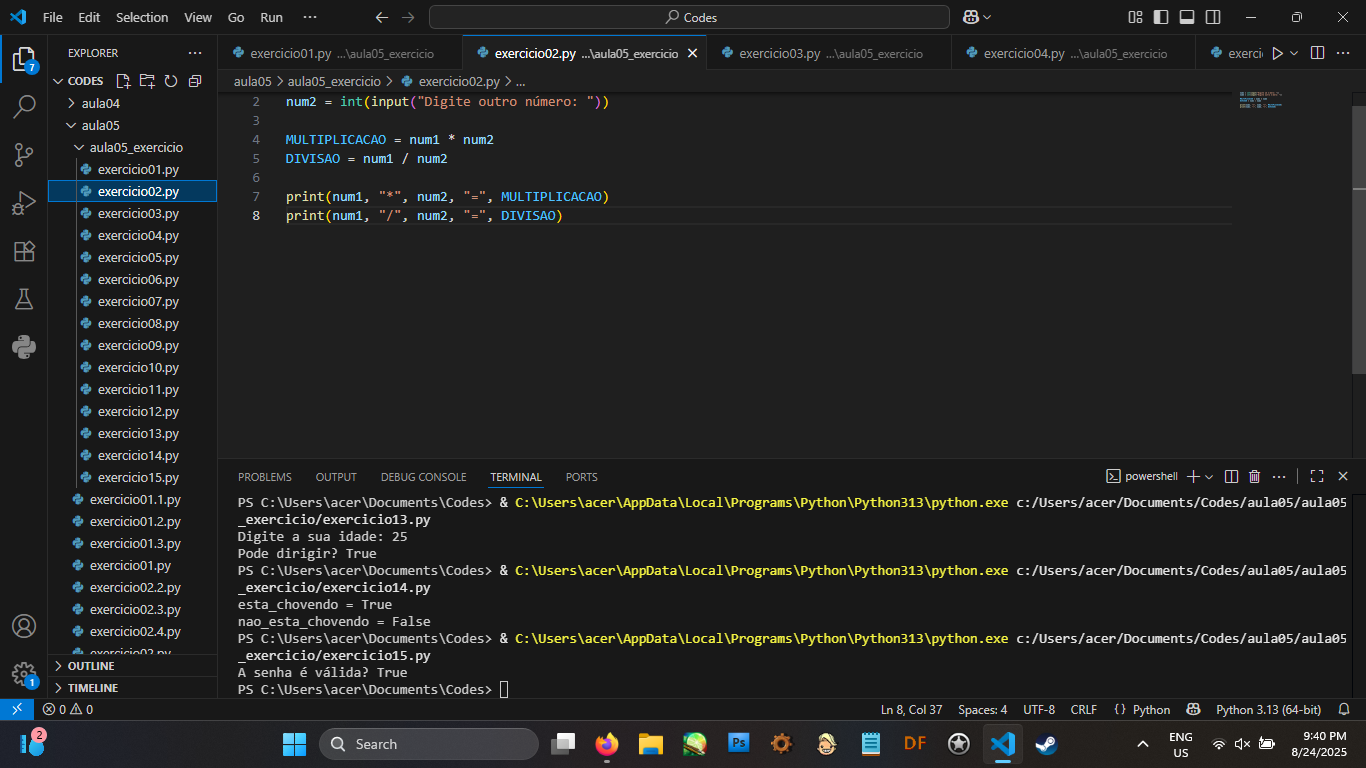 File Edit Selection View Go Run ··· Codes
EXPLORER ···
exercicio01.py ...\aula05_exercicio
exercicio02.py ...\aula05_exercicio
exercicio03.py ...\aula05_exercicio
exercicio04.py ...\aula05_exercicio
exerci
aula05 > aula05_exercicio > exercicio02.py > ...
7
CODES
aula04
aula05
aula05_exercicio
exercicio01.py
exercicio02.py
exercicio03.py
exercicio04.py
exercicio05.py
exercicio06.py
exercicio07.py
exercicio08.py
exercicio09.py
exercicio10.py
exercicio11.py
exercicio12.py
exercicio13.py
exercicio14.py
exercicio15.py
exercicio01.1.py
exercicio01.2.py
exercicio01.3.py
exercicio01.py
exercicio02.2.py
exercicio02.3.py
exercicio02.4.py
exercicio02.py
OUTLINE
TIMELINE
1
2 num2 = int(input("Digite outro número: "))
3
4 MULTIPLICACAO = num1 * num2
5 DIVISAO = num1 / num2
6
7 print(num1, "*", num2, "=", MULTIPLICACAO)
8 print(num1, "/", num2, "=", DIVISAO)
PROBLEMS OUTPUT DEBUG CONSOLE TERMINAL PORTS powershell
PS C:\Users\acer\Documents\Codes> & C:\Users\acer\AppData\Local\Programs\Python\Python313\python.exe c:/Users/acer/Documents/Codes/aula05/aula05
_exercicio/exercicio13.py
Digite a sua idade: 25
Pode dirigir? True
PS C:\Users\acer\Documents\Codes> & C:\Users\acer\AppData\Local\Programs\Python\Python313\python.exe c:/Users/acer/Documents/Codes/aula05/aula05
_exercicio/exercicio14.py
esta_chovendo = True
nao_esta_chovendo = False
PS C:\Users\acer\Documents\Codes> & C:\Users\acer\AppData\Local\Programs\Python\Python313\python.exe c:/Users/acer/Documents/Codes/aula05/aula05
_exercicio/exercicio15.py
A senha é válida? True
PS C:\Users\acer\Documents\Codes>
0 0 Ln 8, Col 37 Spaces: 4 UTF-8 CRLF {} Python Python 3.13 (64-bit)
2 Search Ps DF
ENG
US
9:40 PM
8/24/2025